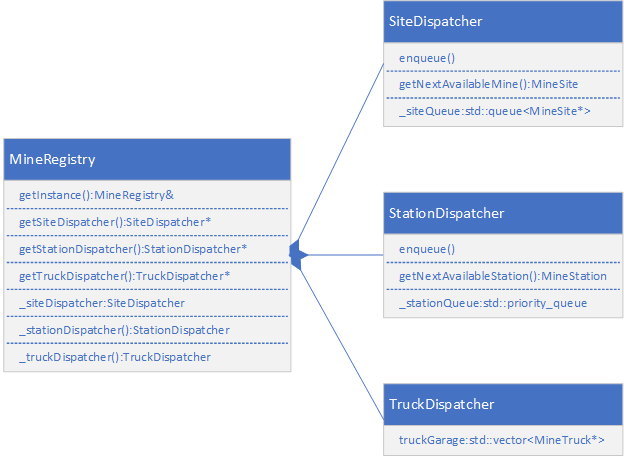 SiteDispatcher
enqueue()
getNextAvailableMine():MineSite
_siteQueue:std::queue<MineSite*>
MineRegistry
getInstance():MineRegistry&
getSiteDispatcher():SiteDispatcher*
getStationDispatcher():StationDispatcher*
getTruckDispatcher():TruckDispatcher*
_siteDispatcher:SiteDispatcher
_stationDispatcher():StationDispatcher
_truckDispatcher():TruckDispatcher
StationDispatcher
enqueue()
getNextAvailableStation():MineStation
_stationQueue:std::priority_queue
TruckDispatcher
truckGarage:std::vector<MineTruck*>